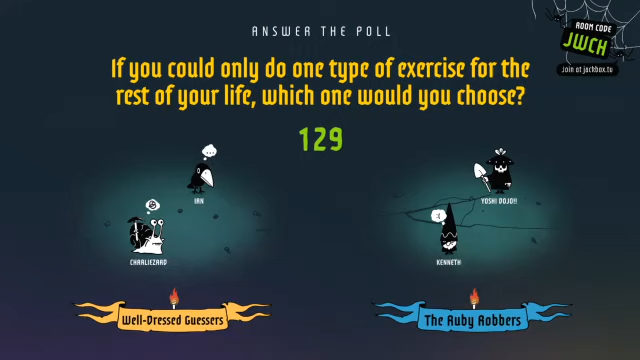 ANSWER THE POLL
ROOM CODE
JWCH
Join at jackbox.tv
If you could only do one type of exercise for the
rest of your life, which one would you choose?
129
IAN
YOSHI DOJO!!
CHARLIEZARD
KENNETH
Well-Dressed Guessers
The Ruby Robbers